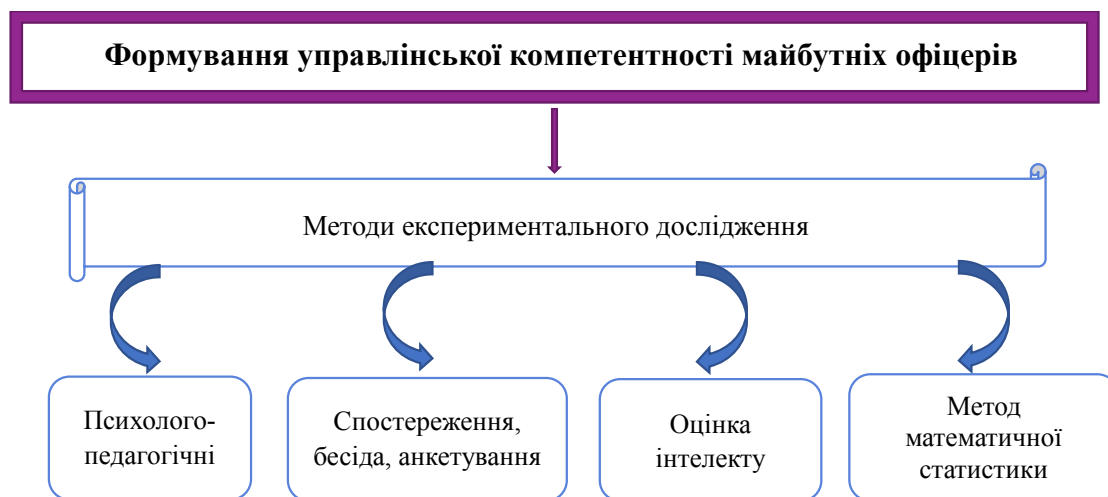 Формування управлінської компетентності майбутніх офіцерів
Методи експериментального дослідження
Психолого-
педагогічні
Спостереження,
бесіда, анкетування
Оцінка
інтелекту
Метод
математичної
статистики